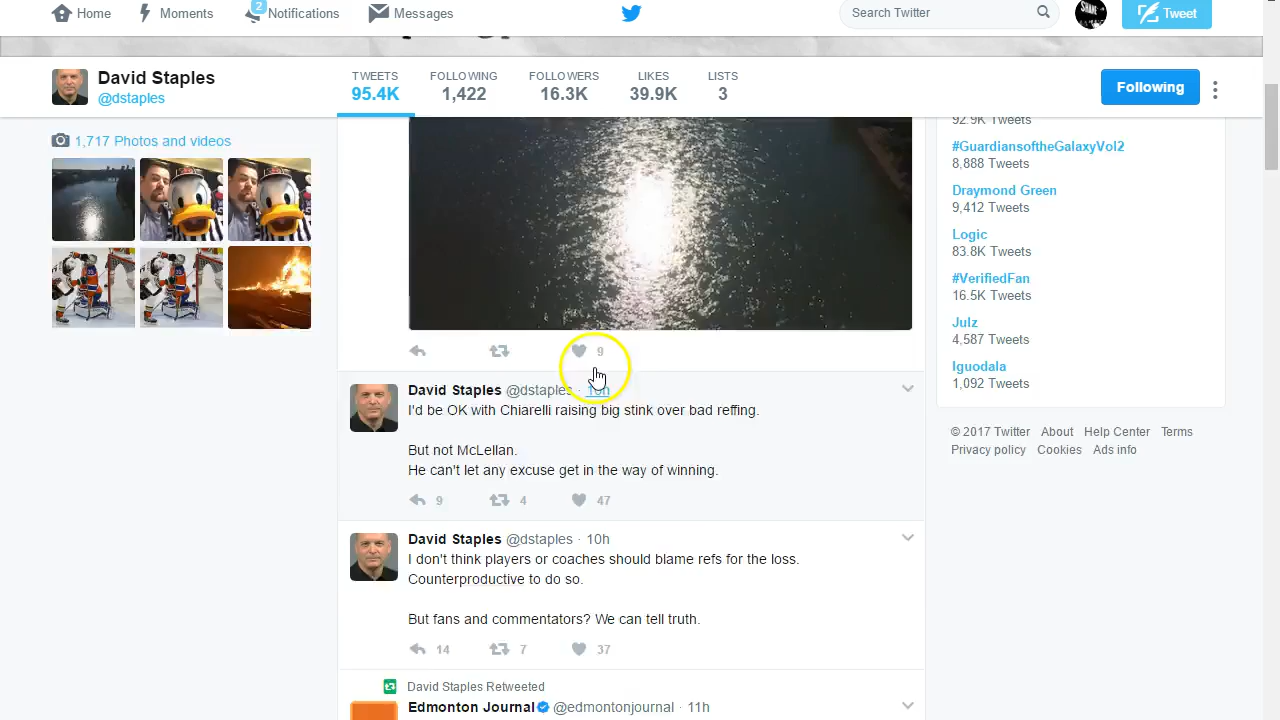 Home
Moments
2
Notifications
Messages
Search Twitter
Tweet
David Staples
@dstaples
TWEETS
95.4K
FOLLOWING
1,422
FOLLOWERS
16.3K
LIKES
39.9K
LISTS
3
Following
1,717 Photos and videos
9
David Staples @dstaples · 10h
I'd be OK with Chiarelli raising big stink over bad reffing.
But not McLellan.
He can't let any excuse get in the way of winning.
9 4 47
David Staples @dstaples · 10h
I don't think players or coaches should blame refs for the loss.
Counterproductive to do so.
But fans and commentators? We can tell truth.
14 7 37
David Staples Retweeted
Edmonton Journal @edmontonjournal · 11h
92.9K Tweets
#GuardiansoftheGalaxyVol2
8,888 Tweets
Draymond Green
9,412 Tweets
Logic
83.8K Tweets
#VerifiedFan
16.5K Tweets
Julz
4,587 Tweets
Iguodala
1,092 Tweets
© 2017 Twitter About Help Center Terms
Privacy policy Cookies Ads info